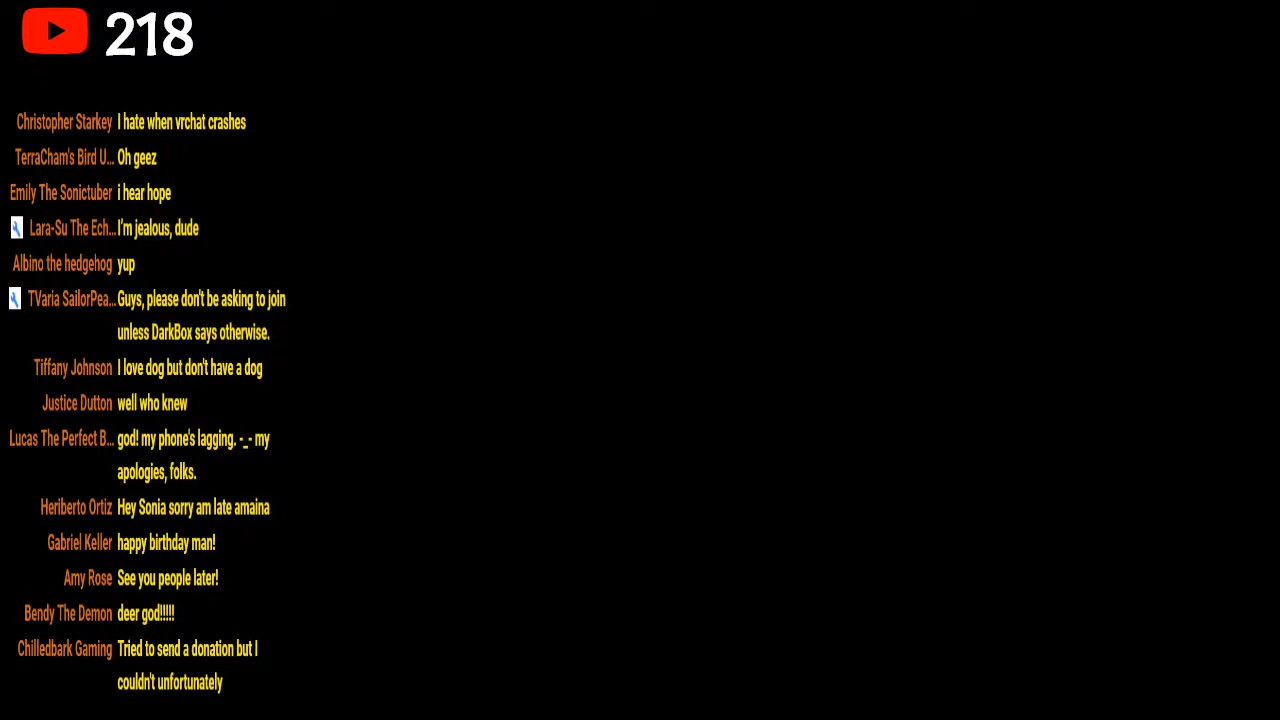 218
Christopher Starkey I hate when vrchat crashes
TerraCham's Bird U... Oh geez
Emily The Sonictuber i hear hope
Lara-Su The Ech... I'm jealous, dude
Albino the hedgehog yup
TVaria SailorPea... Guys, please don't be asking to join
unless DarkBox says otherwise.
Tiffany Johnson I love dog but don't have a dog
Justice Dutton well who knew
Lucas The Perfect B... god! my phone's lagging. -_- my
apologies, folks.
Heriberto Ortiz Hey Sonia sorry am late amaina
Gabriel Keller happy birthday man!
Amy Rose See you people later!
Bendy The Demon deer god!!!!!
Chilledbark Gaming Tried to send a donation but I
couldn't unfortunately